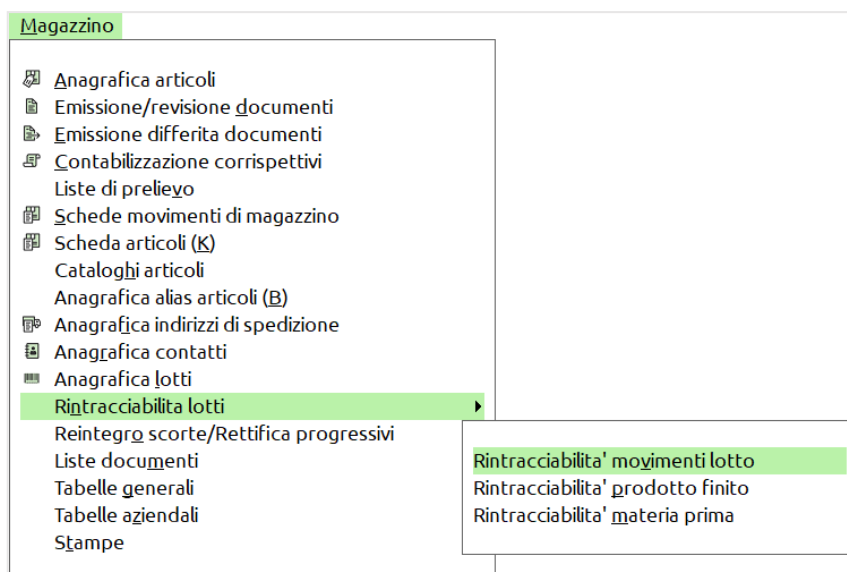 Magazzino
Anagrafica articoli
Emissione/revisione documenti
Emissione differita documenti
Contabilizzazione corrispettivi
Liste di prelievo
Schede movimenti di magazzino
Scheda articoli (K)
Cataloghi articoli
Anagrafica alias articoli (B)
Anagrafica indirizzi di spedizione
Anagrafica contatti
Anagrafica lotti
Rintracciabilita lotti
Reintegro scorte/Rettifica progressivi
Liste documenti
Tabelle generali
Tabelle aziendali
Stampe
Rintracciabilita' movimenti lotto
Rintracciabilita' prodotto finito
Rintracciabilita' materia prima